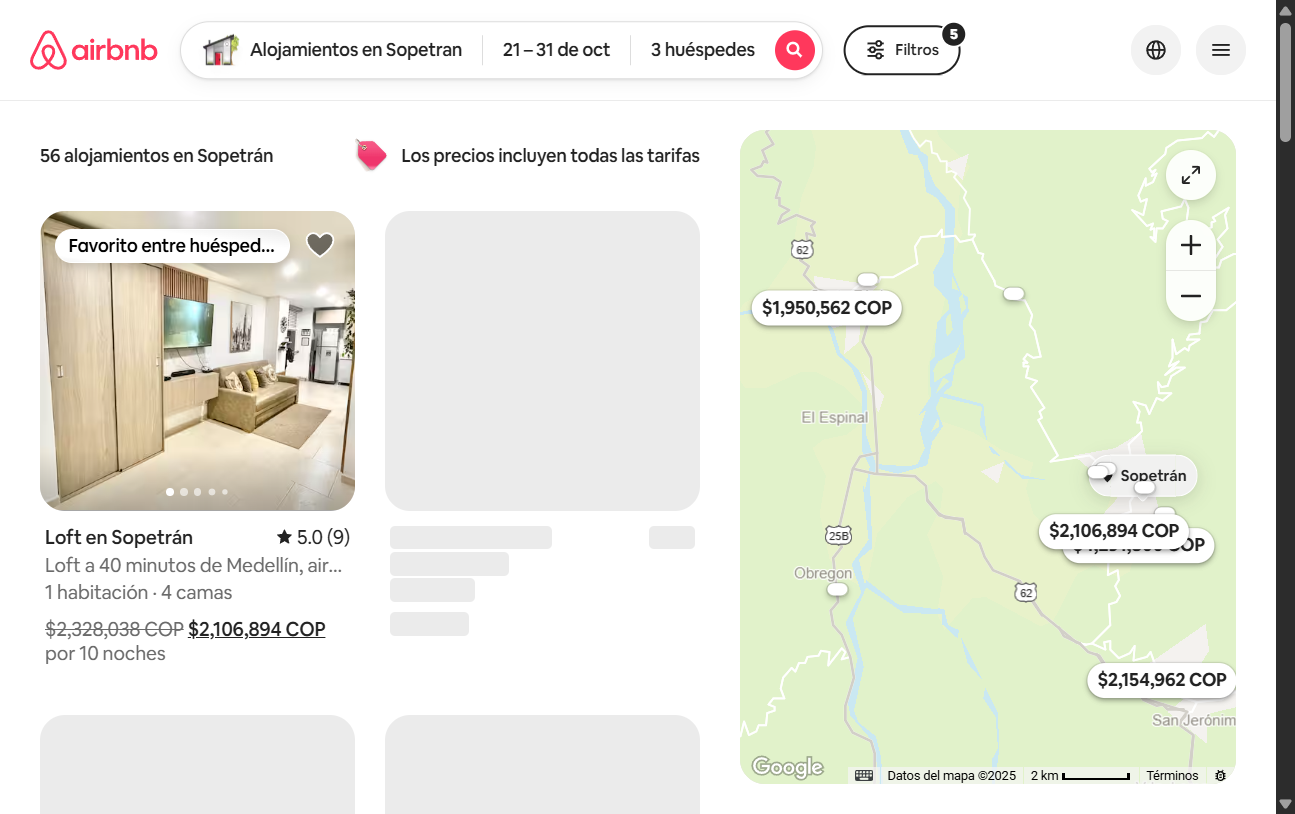 airbnb
Alojamientos en Sopetran
21 – 31 de oct
3 huéspedes
Filtros
5
56 alojamientos en Sopetrán
Los precios incluyen todas las tarifas
Favorito entre huésped...
Loft en Sopetrán
5.0 (9)
Loft a 40 minutos de Medellín, air...
1 habitación · 4 camas
$2,328,038 COP $2,106,894 COP
por 10 noches
62
$1,950,562 COP
El Espinal
Sopetrán
$2,106,894 COP
25B
Obregon
62
$2,154,962 COP
San Jerónim
Google
Datos del mapa ©2025
2 km
Términos